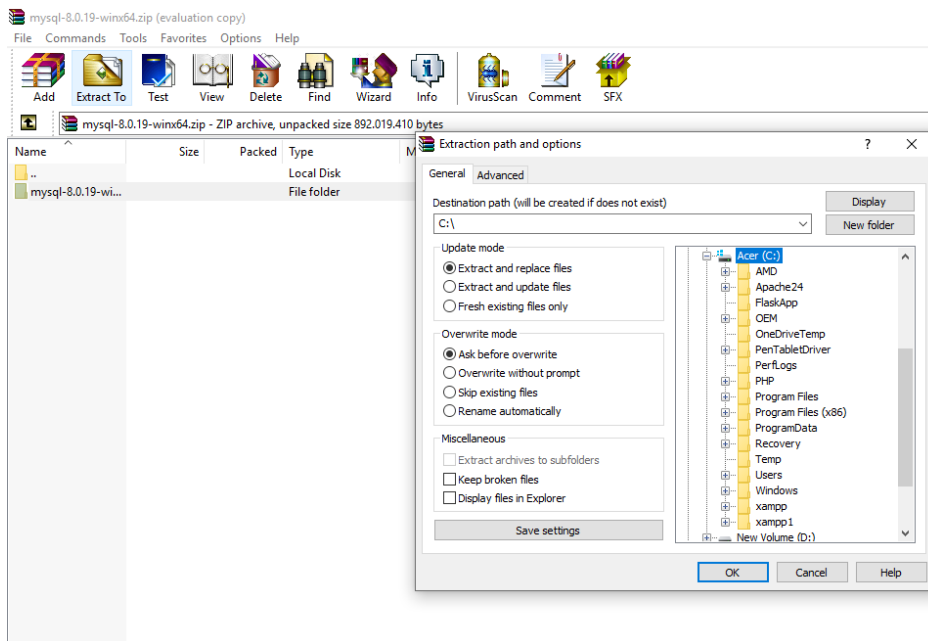 mysql-8.0.19-winx64.zip (evaluation copy)
File Commands Tools Favorites Options Help
Add Extract To Test View Delete Find Wizard Info VirusScan Comment SFX
mysql-8.0.19-winx64.zip - ZIP archive, unpacked size 892.019.410 bytes
Name Size Packed Type M
.. Local Disk
mysql-8.0.19-wi... File folder
Extraction path and options
General Advanced
Destination path (will be created if does not exist) Display
C:\ New folder
Update mode
Extract and replace files
Extract and update files
Fresh existing files only
Overwrite mode
Ask before overwrite
Overwrite without prompt
Skip existing files
Rename automatically
Miscellaneous
Extract archives to subfolders
Keep broken files
Display files in Explorer
Save settings
Acer (C:)
AMD
Apache24
FlaskApp
OEM
OneDriveTemp
PenTabletDriver
PerfLogs
PHP
Program Files
Program Files (x86)
ProgramData
Recovery
Temp
Users
Windows
xampp
xampp1
New Volume (D:)
OK Cancel Help